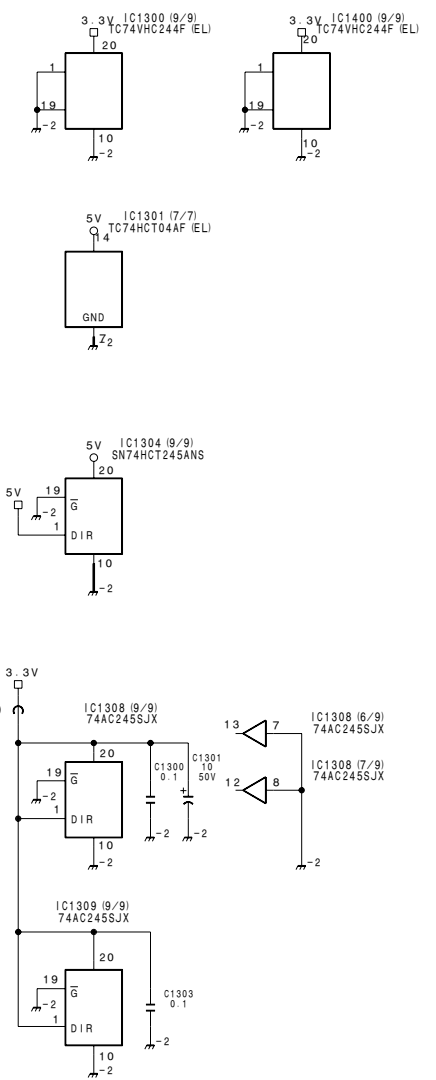 3.3V IC1300 (9/9)
TC74VHC244F (EL)
20
1
19
-2
10
-2
3.3V IC1400 (9/9)
TC74VHC244F (EL)
20
1
19
-2
10
-2
5V IC1301 (7/7)
TC74HCT04AF (EL)
14
GND
7
-2
5V IC1304 (9/9)
SN74HCT245ANS
20
5V
19
G
-2
1
DIR
10
-2
3.3V
IC1308 (9/9)
74AC245SJX
20
19
G
-2
1
DIR
10
-2
C1300
0.1
-2
C1301
10
50V
+
-2
IC1308 (6/9)
74AC245SJX
13
7
IC1308 (7/9)
74AC245SJX
12
8
-2
IC1309 (9/9)
74AC245SJX
20
19
G
-2
1
DIR
10
-2
C1303
0.1
-2